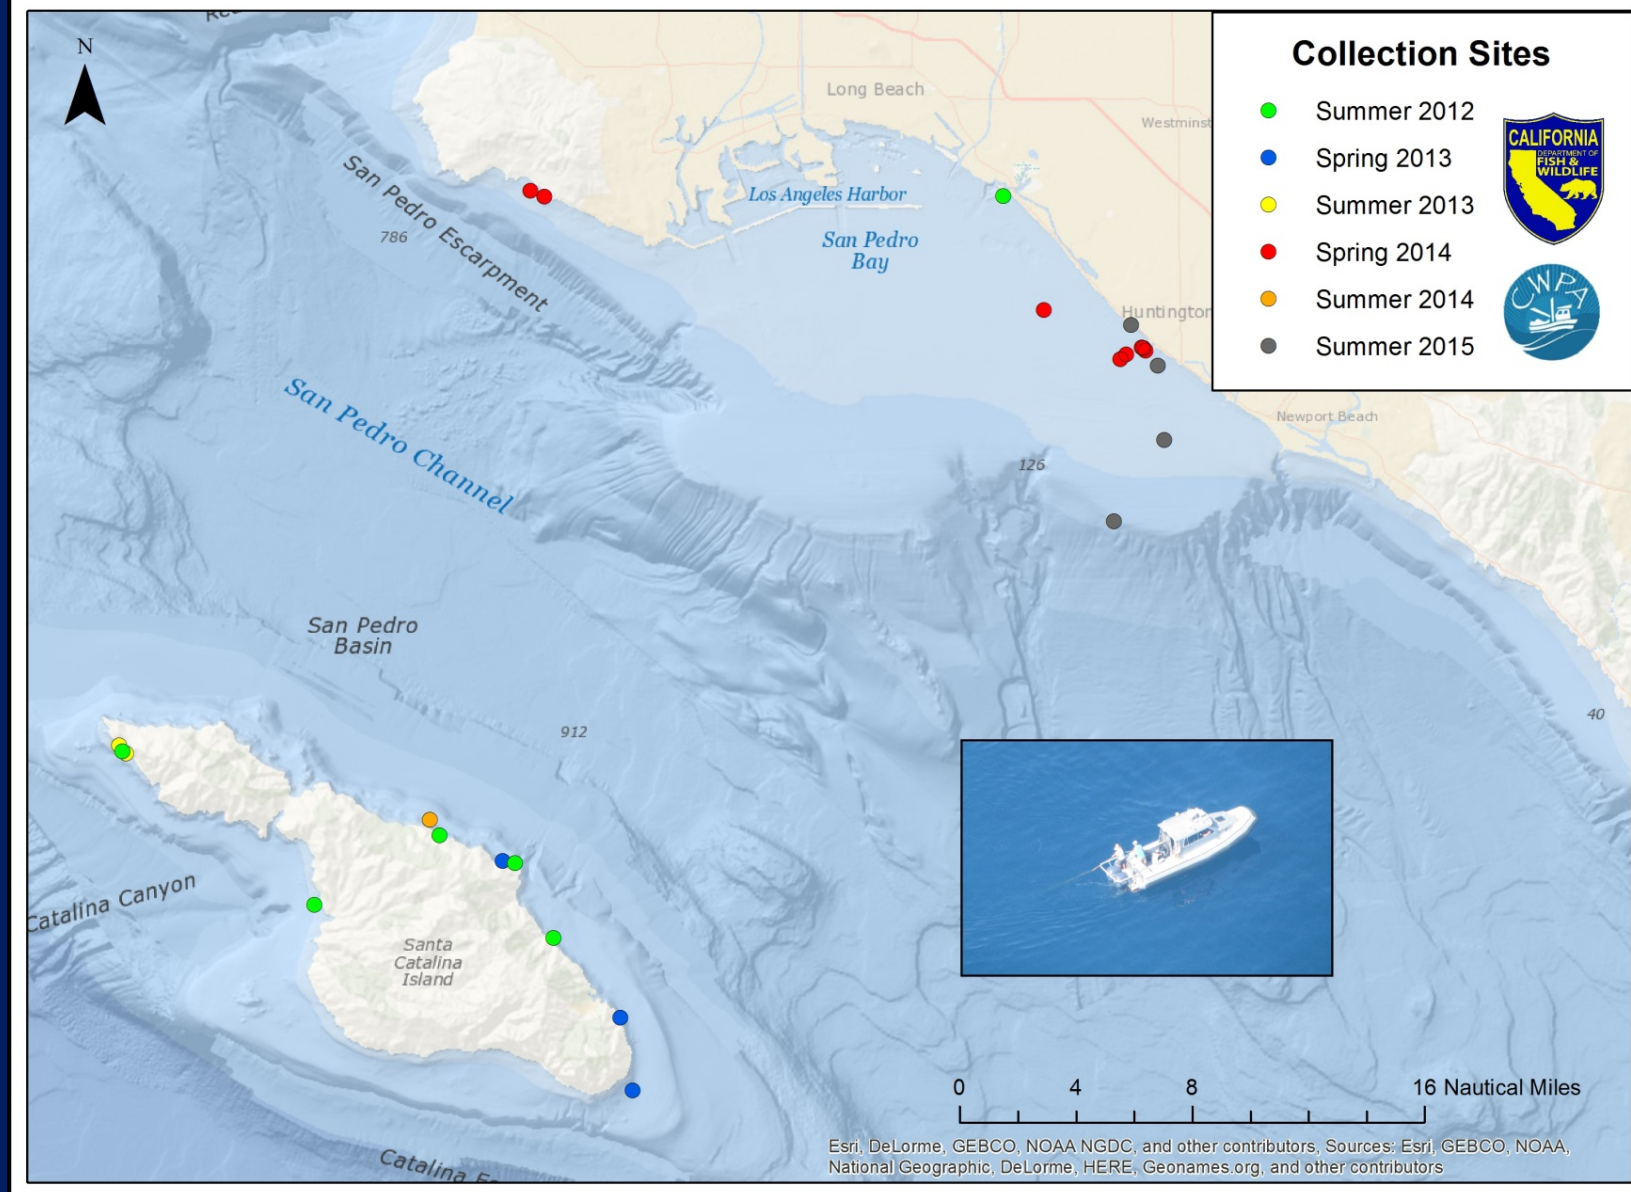 N
Long Beach
Westminst
Los Angeles Harbor
San Pedro
Bay
San Pedro Escarpment
786
Huntington
Newport Beach
San Pedro Channel
126
San Pedro
Basin
912
40
Catalina Canyon
Santa
Catalina
Island
Catalina
Collection Sites
Summer 2012
Spring 2013
Summer 2013
Spring 2014
Summer 2014
Summer 2015
CALIFORNIA
DEPARTMENT OF
FISH &
WILDLIFE
CWPA
0 4 8 16 Nautical Miles
Esri, DeLorme, GEBCO, NOAA NGDC, and other contributors, Sources: Esri, GEBCO, NOAA,
National Geographic, DeLorme, HERE, Geonames.org, and other contributors